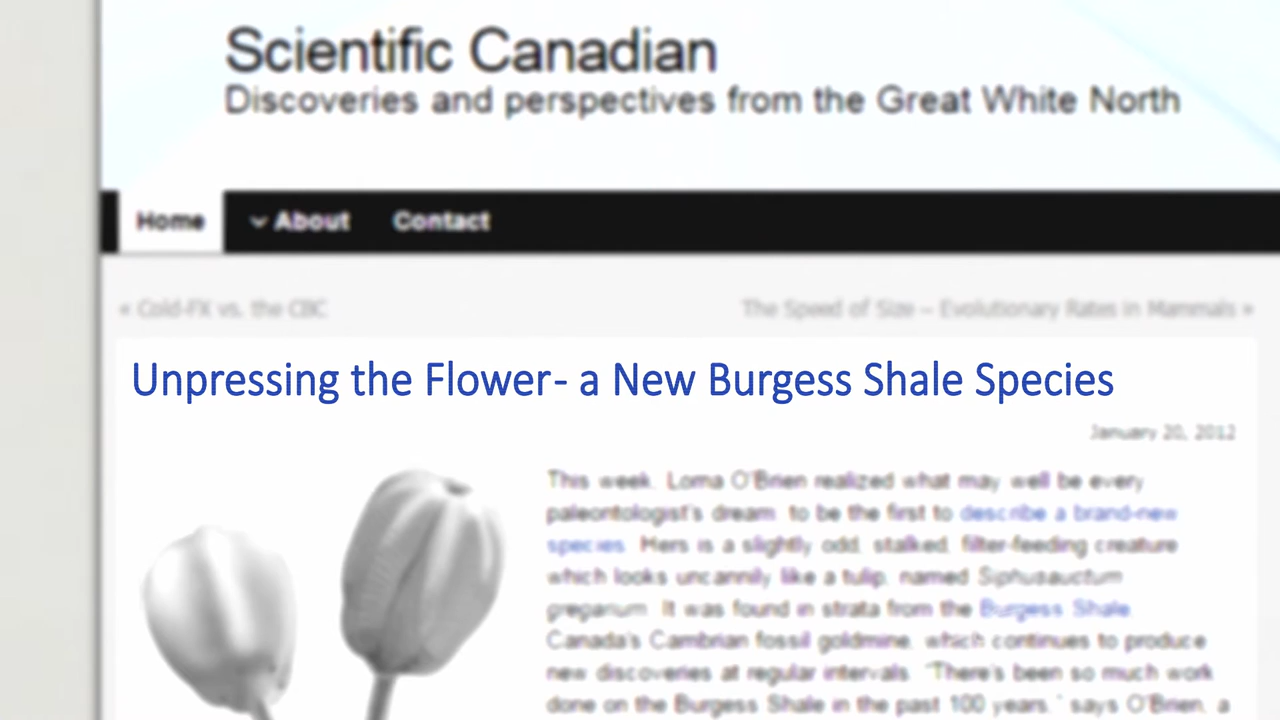 Scientific Canadian
Discoveries and perspectives from the Great White North
Home
About
Contact
« Cold-FX vs. the CBC
The Speed of Size – Evolutionary Rates in Mammals »
Unpressing the Flower- a New Burgess Shale Species
January 20, 2012
This week, Lorna O'Brien realized what may well be every
paleontologist's dream: to be the first to describe a brand-new
species. Hers is a slightly odd, stalked, filter-feeding creature
which looks uncannily like a tulip, named Siphusauctum
gregarium. It was found in strata from the Burgess Shale,
Canada's Cambrian fossil goldmine, which continues to produce
new discoveries at regular intervals. "There's been so much work
done on the Burgess Shale in the past 100 years," says O'Brien, a